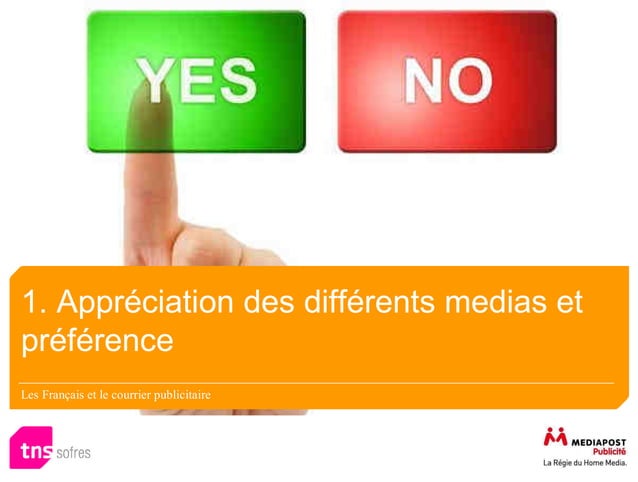 YES NO
1. Appréciation des différents medias et
préférence
Les Français et le courrier publicitaire
tns sofres
MEDIAPOST
Publicité
La Régie du Home Media.